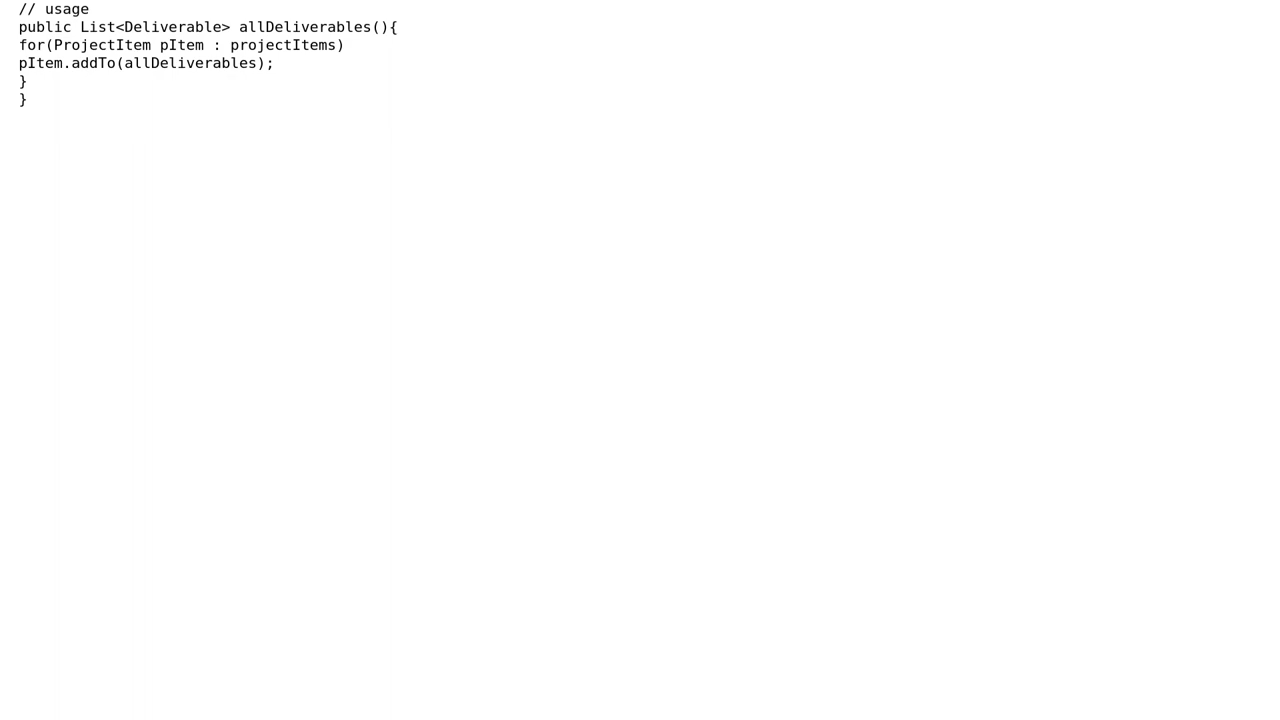 // usage
public List<Deliverable> allDeliverables(){
for(ProjectItem pItem : projectItems)
pItem.addTo(allDeliverables);
}
}